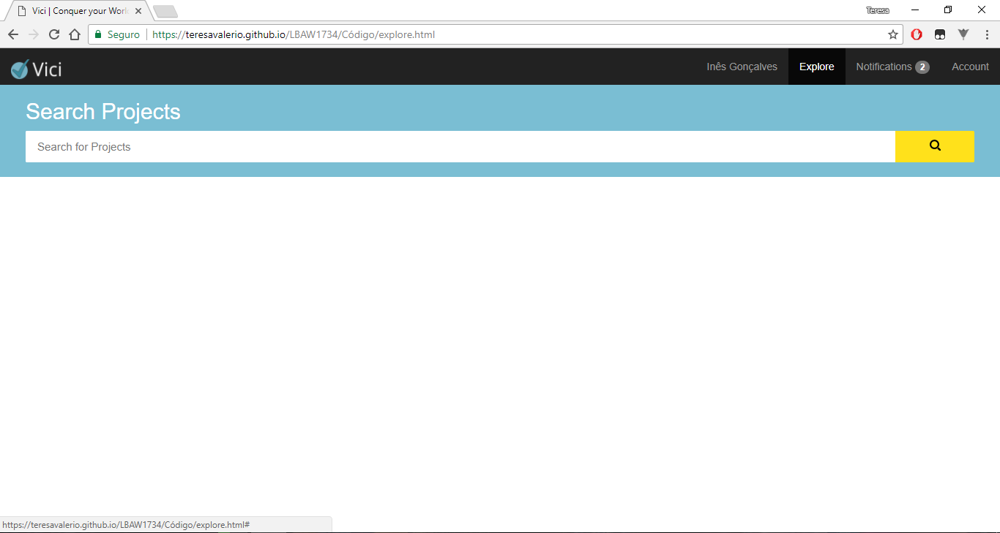 Vici | Conquer your Work
Teresa
Seguro
https://teresavalerio.github.io/LBAW1734/Código/explore.html
Vici
Inês Gonçalves
Explore
Notifications 2
Account
Search Projects
Search for Projects
https://teresavalerio.github.io/LBAW1734/Código/explore.html#